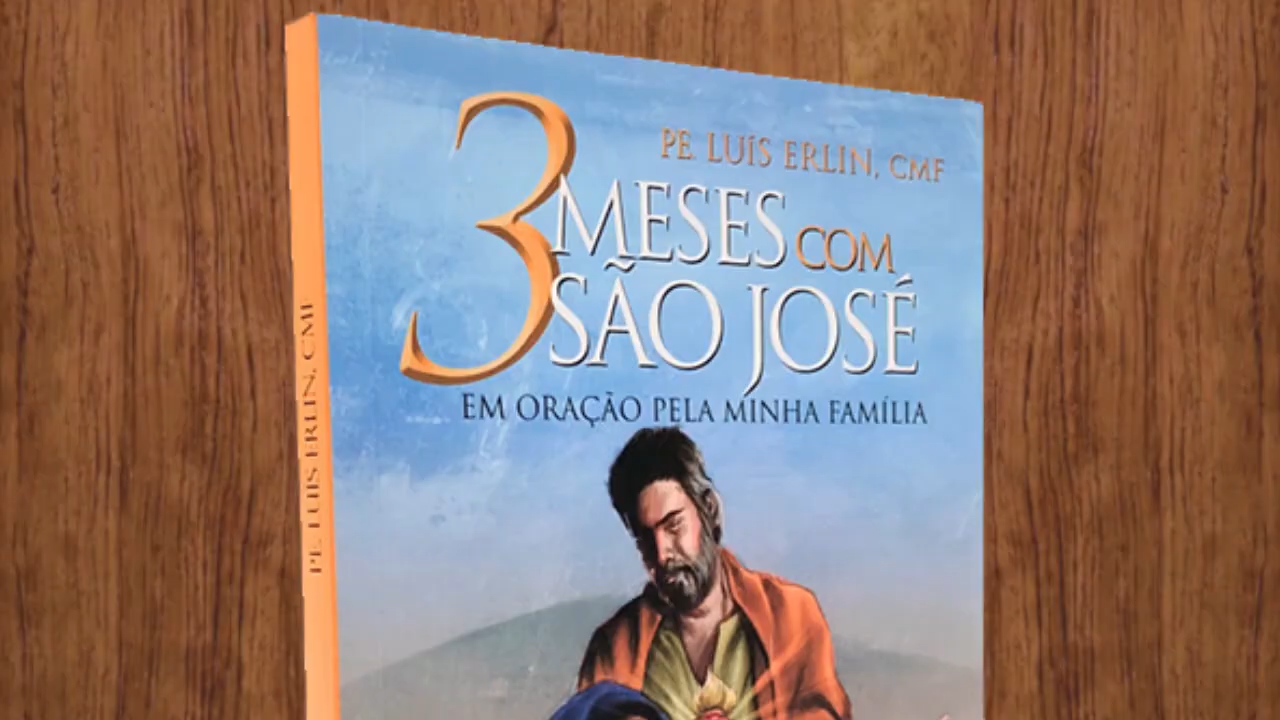 PE. LUÍS ERLIN, CMF
3 MESES COM
SÃO JOSÉ
EM ORAÇÃO PELA MINHA FAMÍLIA
PE. LUÍS ERLIN, CMF